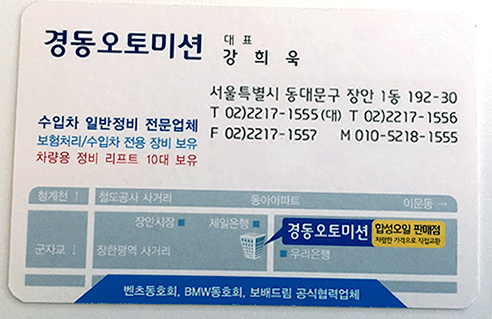 경동오토미션
대 표
강 희 욱
서울특별시 동대문구 장안 1동 192-30
T 02)2217-1555(대) T 02)2217-1556
F 02)2217-1557 M 010-5218-1555
수입차 일반정비 전문업체
보험처리/수입차 전용 장비 보유
차량용 정비 리프트 10대 보유
청계천 ↑ 철도공사 사거리 동아아파트 이문동 →
장안시장 제일은행
경동오토미션 합성오일 판매점
저렴한 가격으로 직접교환
군자교 ↓ 장한평역 사거리 우리은행
벤츠동호회, BMW동호회, 보배드림 공식협력업체